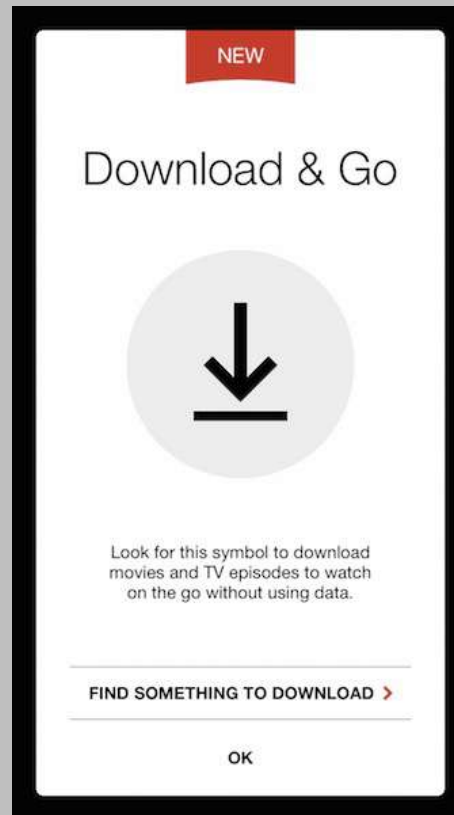 NEW
Download & Go
Look for this symbol to download
movies and TV episodes to watch
on the go without using data.
FIND SOMETHING TO DOWNLOAD >
OK